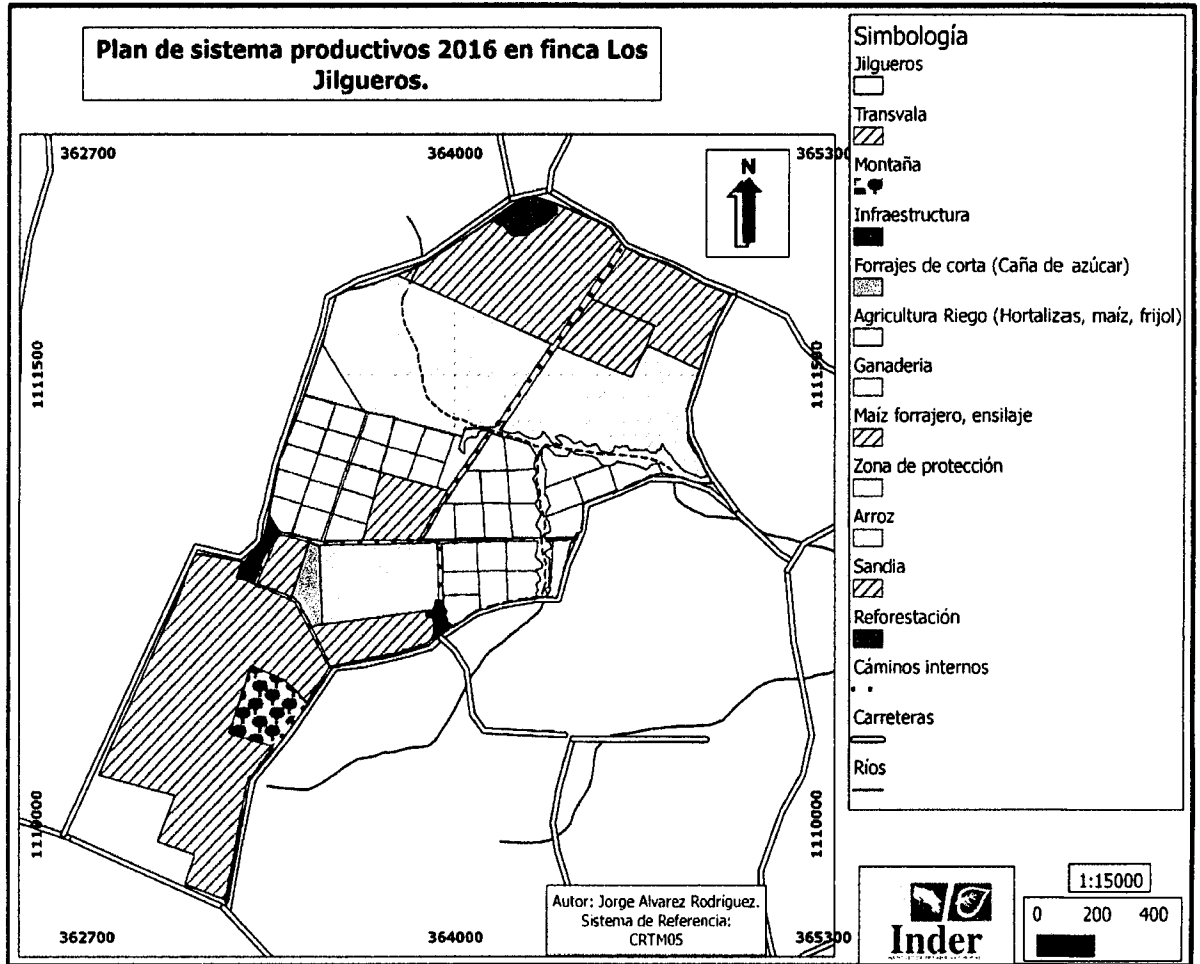 Plan de sistema productivos 2016 en finca Los
Jilgueros.
362700
364000
365300
N
1111500
1111500
1110000
1110000
362700
364000
365300
Autor: Jorge Alvarez Rodríguez.
Sistema de Referencia:
CRTM05
Simbología
Jilgueros
Transvala
Montaña
Infraestructura
Forrajes de corta (Caña de azúcar)
Agricultura Riego (Hortalizas, maíz, frijol)
Ganaderia
Maíz forrajero, ensilaje
Zona de protección
Arroz
Sandia
Reforestación
Cáminos internos
Carreteras
Ríos
Inder
1:15000
0 200 400